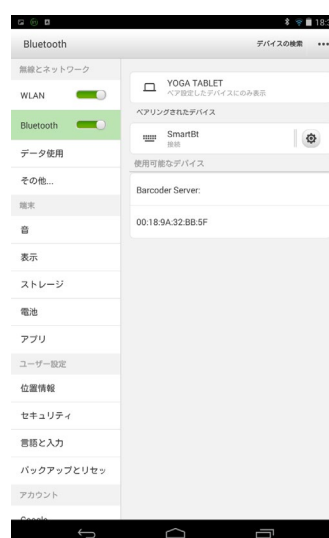 Bluetooth
デバイスの検索
無線とネットワーク
WLAN
Bluetooth
データ使用
その他...
端末
音
表示
ストレージ
電池
アプリ
ユーザー設定
位置情報
セキュリティ
言語と入力
バックアップとリセッ
アカウント
YOGA TABLET
ペア設定したデバイスにのみ表示
ペアリングされたデバイス
SmartBt
接続
使用可能なデバイス
Barcoder Server:
00:18:9A:32:BB:5F